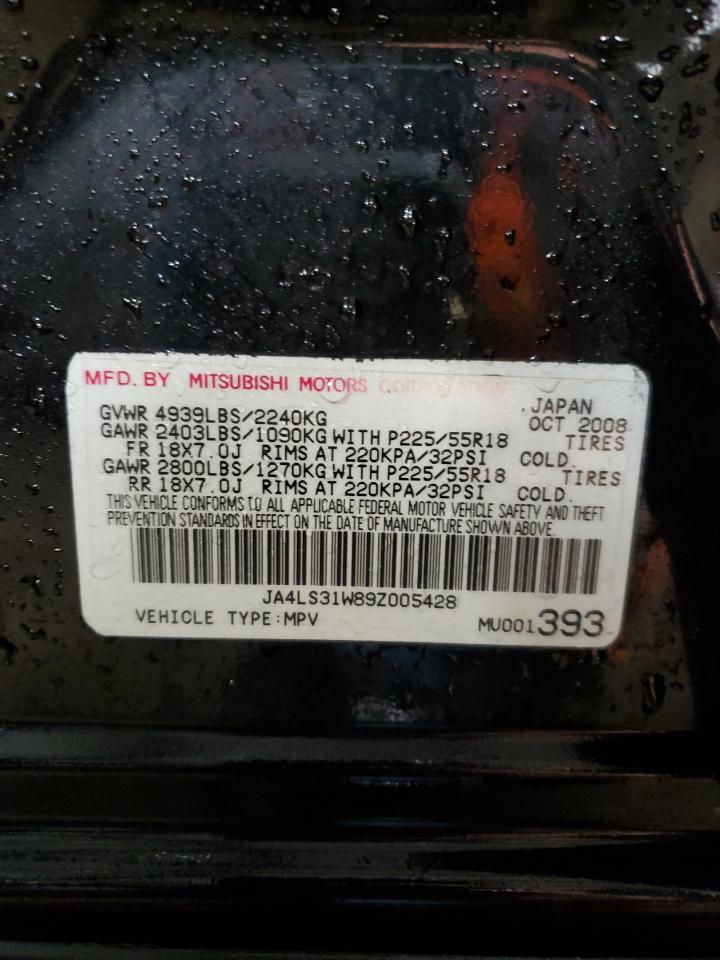 MFD. BY MITSUBISHI MOTORS CORPORATION
.JAPAN
GVWR 4939LBS/2240KG OCT 2008
GAWR 2403LBS/1090KG WITH P225/55R18 TIRES
FR 18X7.0J RIMS AT 220KPA/32PSI COLD.
GAWR 2800LBS/1270KG WITH P225/55R18 TIRES
RR 18X7.0J RIMS AT 220KPA/32PSI COLD.
THIS VEHICLE CONFORMS TO ALL APPLICABLE FEDERAL MOTOR VEHICLE SAFETY AND THEFT
PREVENTION STANDARDS IN EFFECT ON THE DATE OF MANUFACTURE SHOWN ABOVE.
JA4LS31W89Z005428
VEHICLE TYPE:MPV MU001393